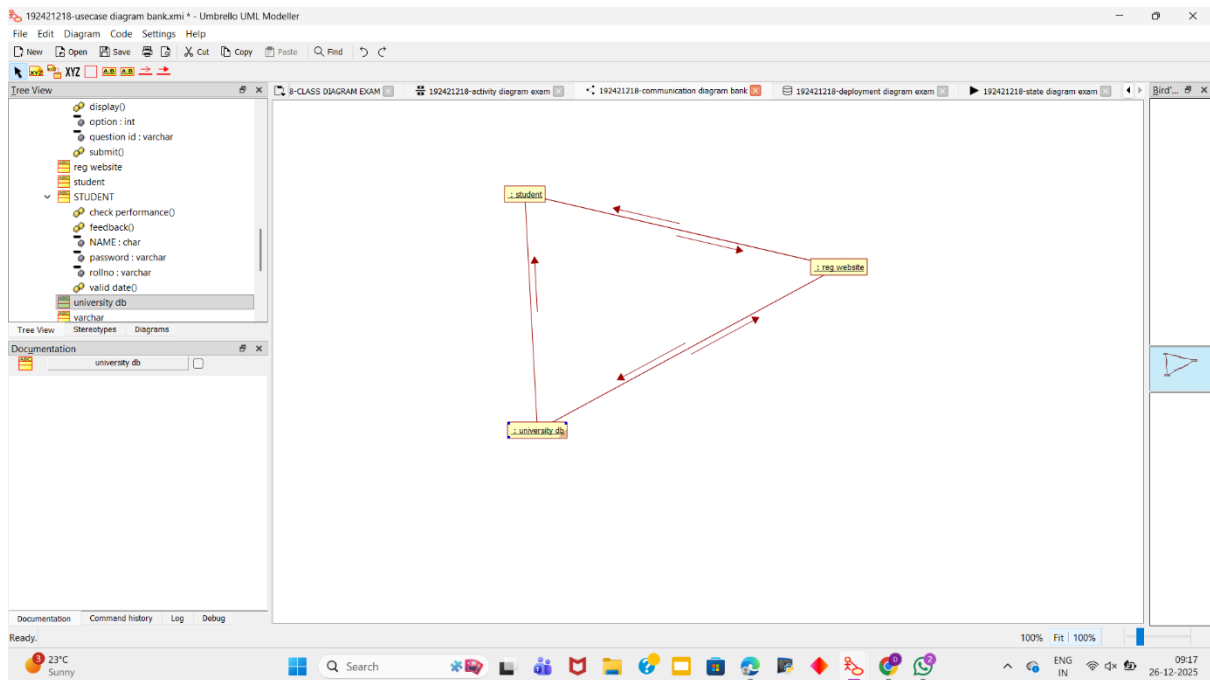 192421218-usecase diagram bank.xmi * - Umbrello UML Modeller
File Edit Diagram Code Settings Help
New Open Save Cut Copy Paste Find
XYZ XYZ A:B A:B
Tree View
8-CLASS DIAGRAM EXAM 192421218-activity diagram exam 192421218-communication diagram bank 192421218-deployment diagram exam 192421218-state diagram exam
Bird'...
display()
option : int
question id : varchar
submit()
reg website
student
STUDENT
check performance()
feedback()
NAME : char
password : varchar
rollno : varchar
valid date()
university db
varchar
Tree View Stereotypes Diagrams
Documentation
university db
: student
: reg website
: university db
Documentation Command history Log Debug
Ready.
100% Fit 100%
3
23°C
Sunny
Search
2
ENG
IN
09:17
26-12-2025